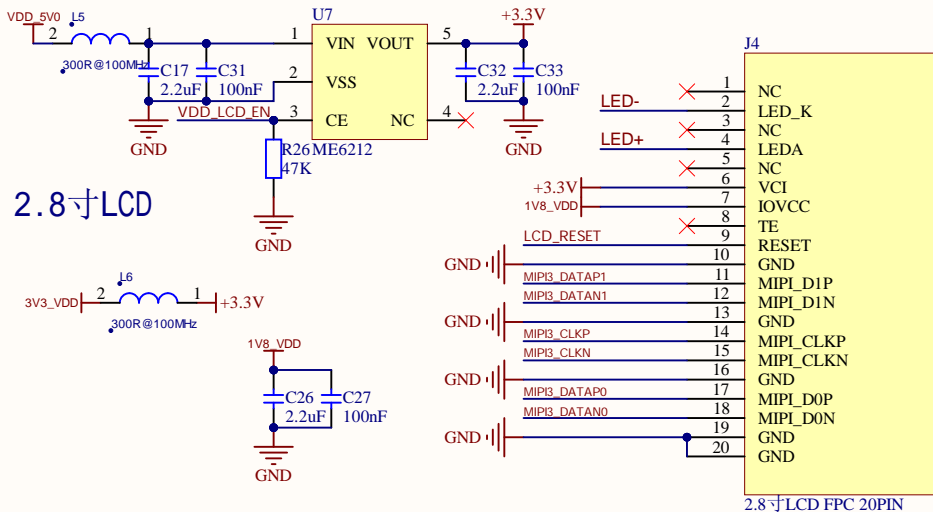 VDD_5V0
L5
2
1
300R@100MHz
C17
2.2uF
C31
100nF
GND
U7
1
VIN
VOUT
5
2
VSS
VDD_LCD_EN
3
CE
NC
4
ME6212
R26
47K
GND
+3.3V
C32
2.2uF
C33
100nF
GND
2.8寸LCD
L6
3V3_VDD
2
1
+3.3V
300R@100MHz
1V8_VDD
C26
2.2uF
C27
100nF
GND
J4
1
NC
LED-
2
LED_K
3
NC
LED+
4
LEDA
5
NC
+3.3V
6
VCI
1V8_VDD
7
IOVCC
8
TE
LCD_RESET
9
RESET
GND
10
GND
MIPI3_DATAP1
11
MIPI_D1P
MIPI3_DATAN1
12
MIPI_D1N
GND
13
GND
MIPI3_CLKP
14
MIPI_CLKP
MIPI3_CLKN
15
MIPI_CLKN
GND
16
GND
MIPI3_DATAP0
17
MIPI_D0P
MIPI3_DATAN0
18
MIPI_D0N
GND
19
GND
20
GND
2.8寸LCD FPC 20PIN